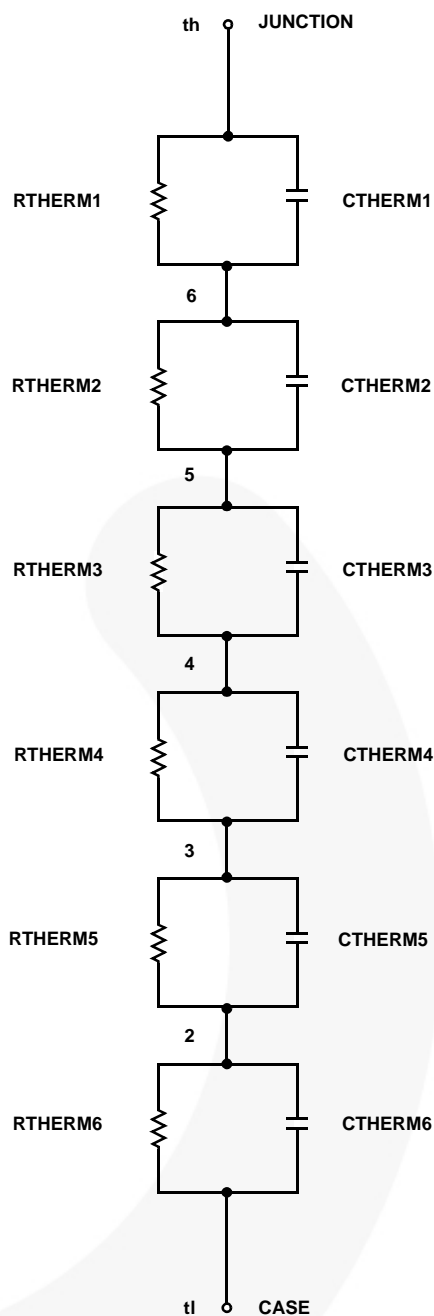 th JUNCTION
RTHERM1 CTHERM1
6
RTHERM2 CTHERM2
5
RTHERM3 CTHERM3
4
RTHERM4 CTHERM4
3
RTHERM5 CTHERM5
2
RTHERM6 CTHERM6
tl CASE